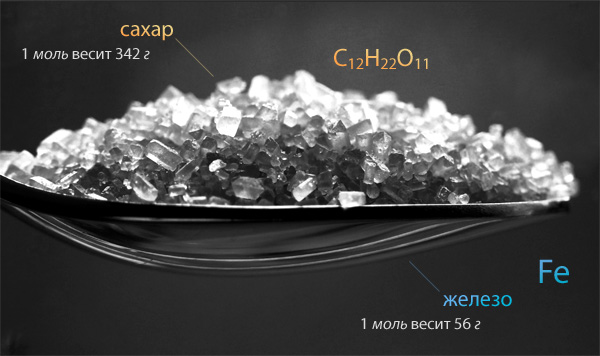 сахар
1 моль весит 342 г
C₁₂H₂₂O₁₁
Fe
железо
1 моль весит 56 г